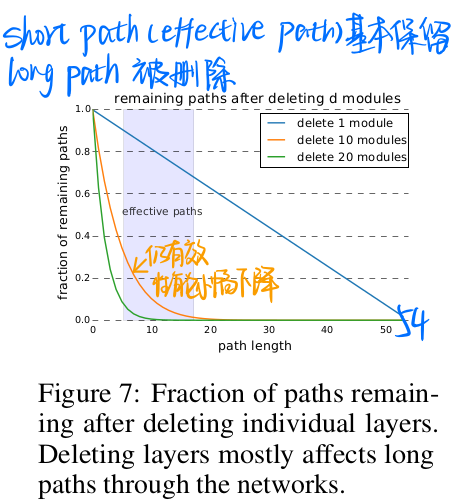 short path (effective path)基本保留
long path 被删除
remaining paths after deleting d modules
1.0
0.8
0.6
0.4
0.2
0.0
fraction of remaining paths
delete 1 module
delete 10 modules
delete 20 modules
effective paths
仍有效
性能小幅下降
0
10
20
30
40
50
54
path length
Figure 7: Fraction of paths remain-
ing after deleting individual layers.
Deleting layers mostly affects long
paths through the networks.